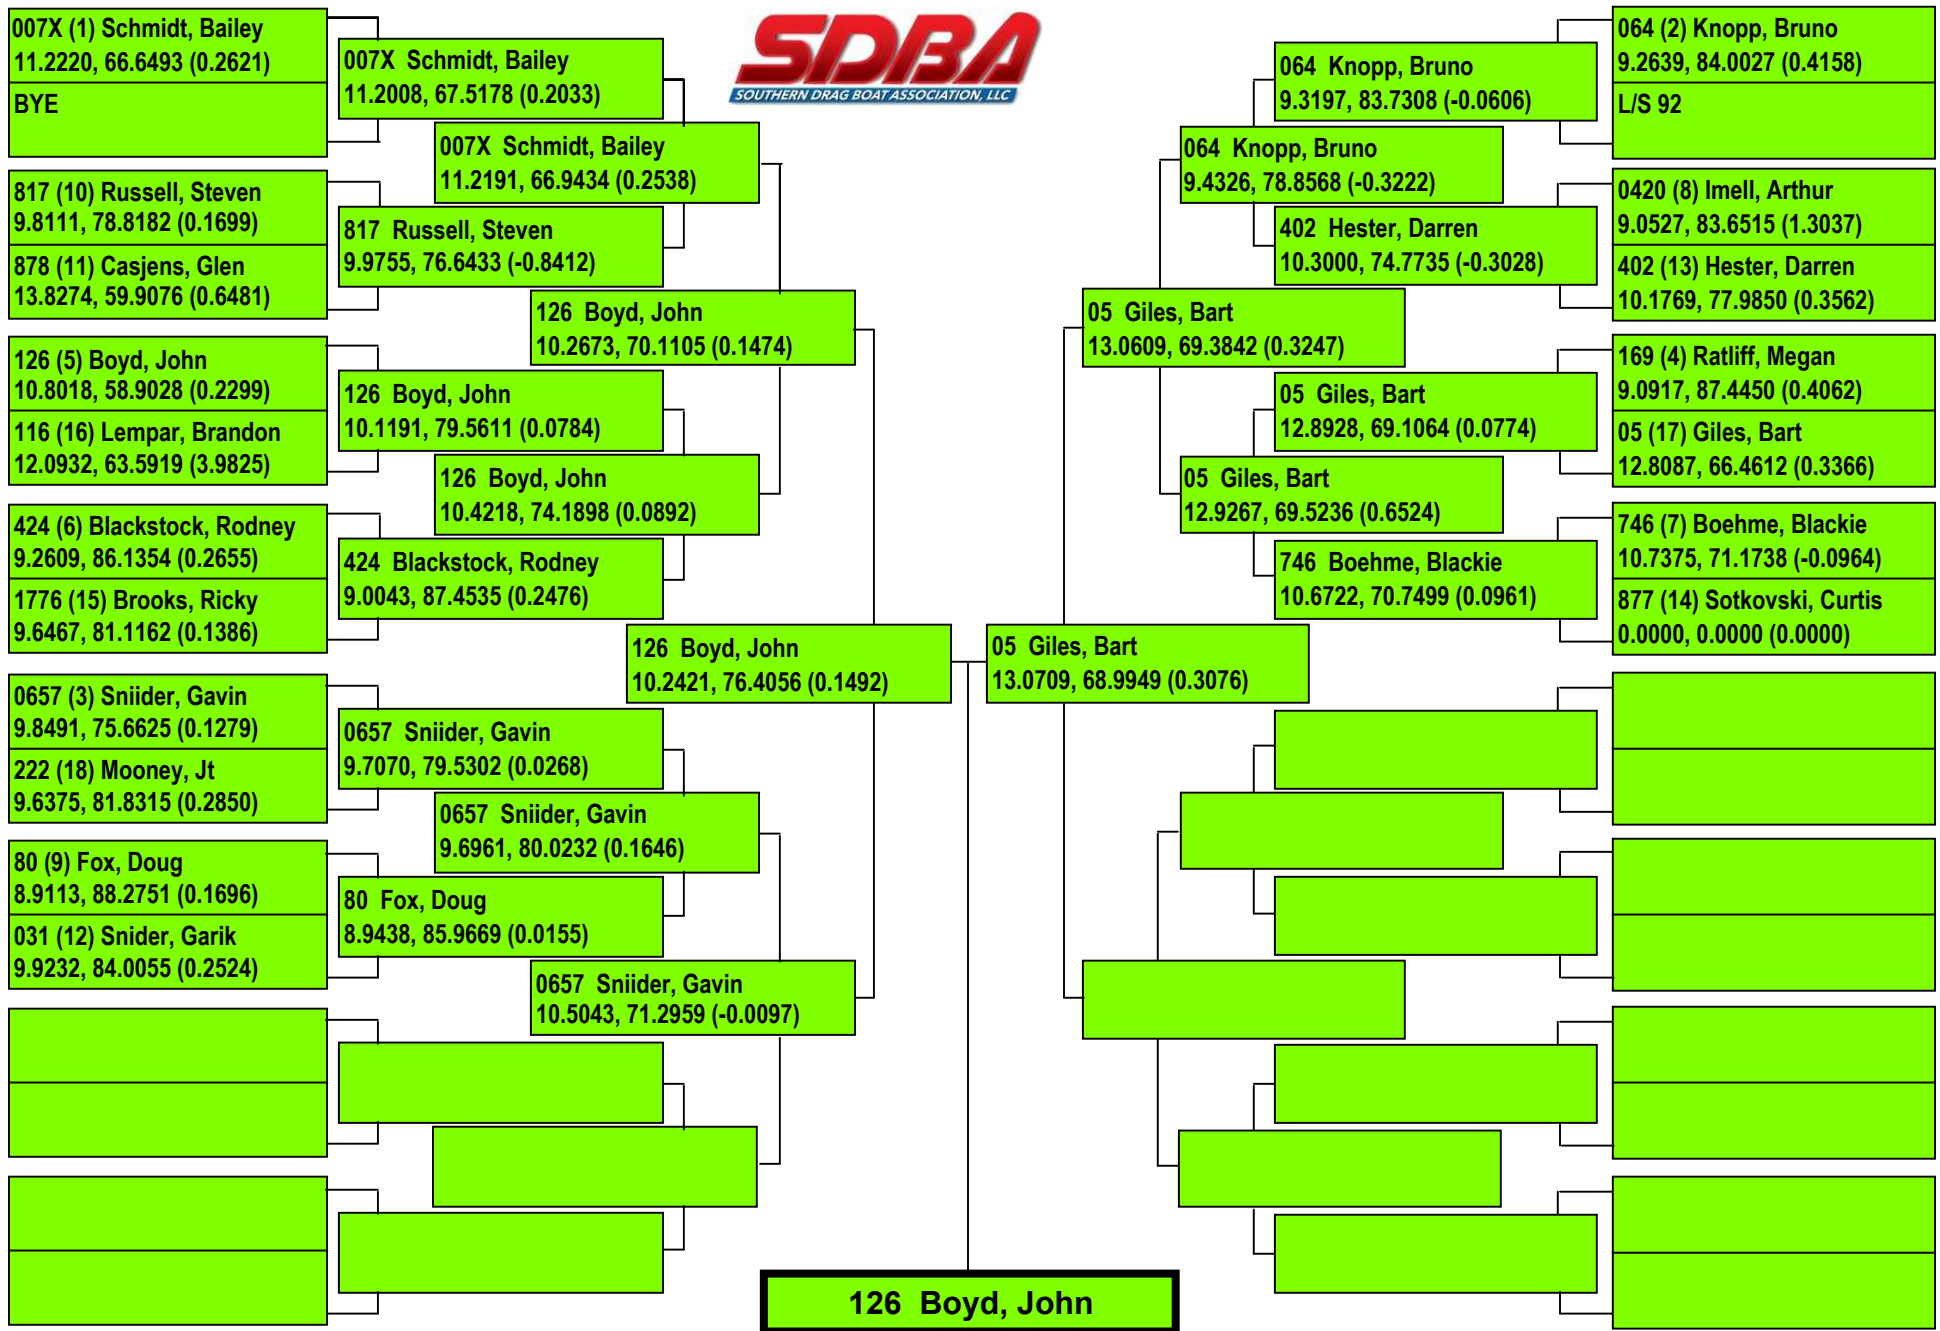 007X (1) Schmidt, Bailey
11.2220, 66.6493 (0.2621)
BYE
817 (10) Russell, Steven
9.8111, 78.8182 (0.1699)
878 (11) Casjens, Glen
13.8274, 59.9076 (0.6481)
126 (5) Boyd, John
10.8018, 58.9028 (0.2299)
116 (16) Lempar, Brandon
12.0932, 63.5919 (3.9825)
424 (6) Blackstock, Rodney
9.2609, 86.1354 (0.2655)
1776 (15) Brooks, Ricky
9.6467, 81.1162 (0.1386)
0657 (3) Sniider, Gavin
9.8491, 75.6625 (0.1279)
222 (18) Mooney, Jt
9.6375, 81.8315 (0.2850)
80 (9) Fox, Doug
8.9113, 88.2751 (0.1696)
031 (12) Snider, Garik
9.9232, 84.0055 (0.2524)
007X Schmidt, Bailey
11.2008, 67.5178 (0.2033)
817 Russell, Steven
9.9755, 76.6433 (-0.8412)
126 Boyd, John
10.1191, 79.5611 (0.0784)
424 Blackstock, Rodney
9.0043, 87.4535 (0.2476)
0657 Sniider, Gavin
9.7070, 79.5302 (0.0268)
80 Fox, Doug
8.9438, 85.9669 (0.0155)
007X Schmidt, Bailey
11.2191, 66.9434 (0.2538)
126 Boyd, John
10.4218, 74.1898 (0.0892)
0657 Sniider, Gavin
9.6961, 80.0232 (0.1646)
126 Boyd, John
10.2673, 70.1105 (0.1474)
0657 Sniider, Gavin
10.5043, 71.2959 (-0.0097)
126 Boyd, John
10.2421, 76.4056 (0.1492)
SDBA
SOUTHERN DRAG BOAT ASSOCIATION, LLC
126 Boyd, John
05 Giles, Bart
13.0709, 68.9949 (0.3076)
05 Giles, Bart
13.0609, 69.3842 (0.3247)
064 Knopp, Bruno
9.4326, 78.8568 (-0.3222)
05 Giles, Bart
12.9267, 69.5236 (0.6524)
064 Knopp, Bruno
9.3197, 83.7308 (-0.0606)
402 Hester, Darren
10.3000, 74.7735 (-0.3028)
05 Giles, Bart
12.8928, 69.1064 (0.0774)
746 Boehme, Blackie
10.6722, 70.7499 (0.0961)
064 (2) Knopp, Bruno
9.2639, 84.0027 (0.4158)
L/S 92
0420 (8) Imell, Arthur
9.0527, 83.6515 (1.3037)
402 (13) Hester, Darren
10.1769, 77.9850 (0.3562)
169 (4) Ratliff, Megan
9.0917, 87.4450 (0.4062)
05 (17) Giles, Bart
12.8087, 66.4612 (0.3366)
746 (7) Boehme, Blackie
10.7375, 71.1738 (-0.0964)
877 (14) Sotkovski, Curtis
0.0000, 0.0000 (0.0000)